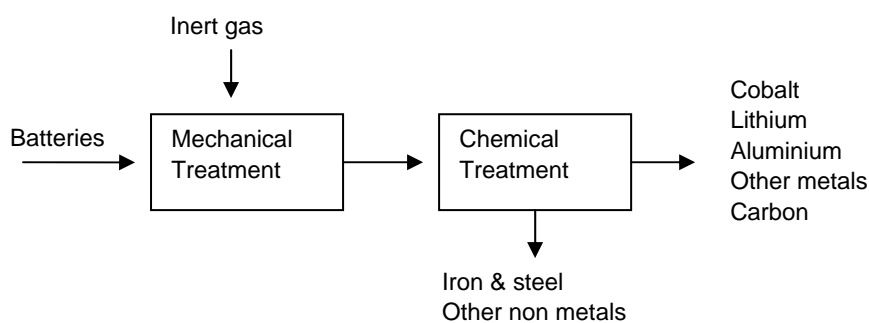 Inert gas
Batteries
Mechanical
Treatment
Chemical
Treatment
Cobalt
Lithium
Aluminium
Other metals
Carbon
Iron & steel
Other non metals